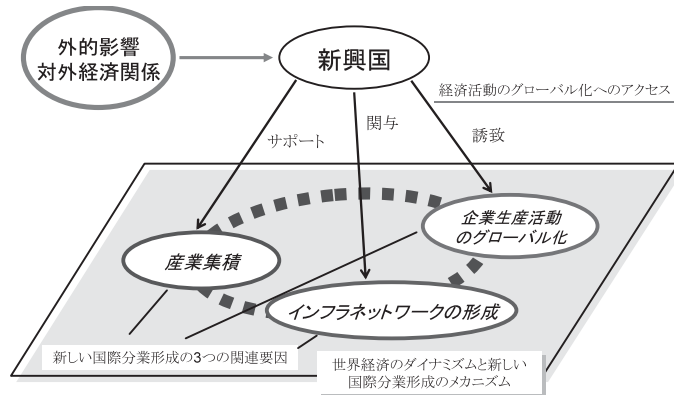 外的影響
対外経済関係
新興国
経済活動のグローバル化へのアクセス
サポート
関与
誘致
産業集積
企業生産活動
のグローバル化
インフラネットワークの形成
新しい国際分業形成の3つの関連要因
世界経済のダイナミズムと新しい
国際分業形成のメカニズム